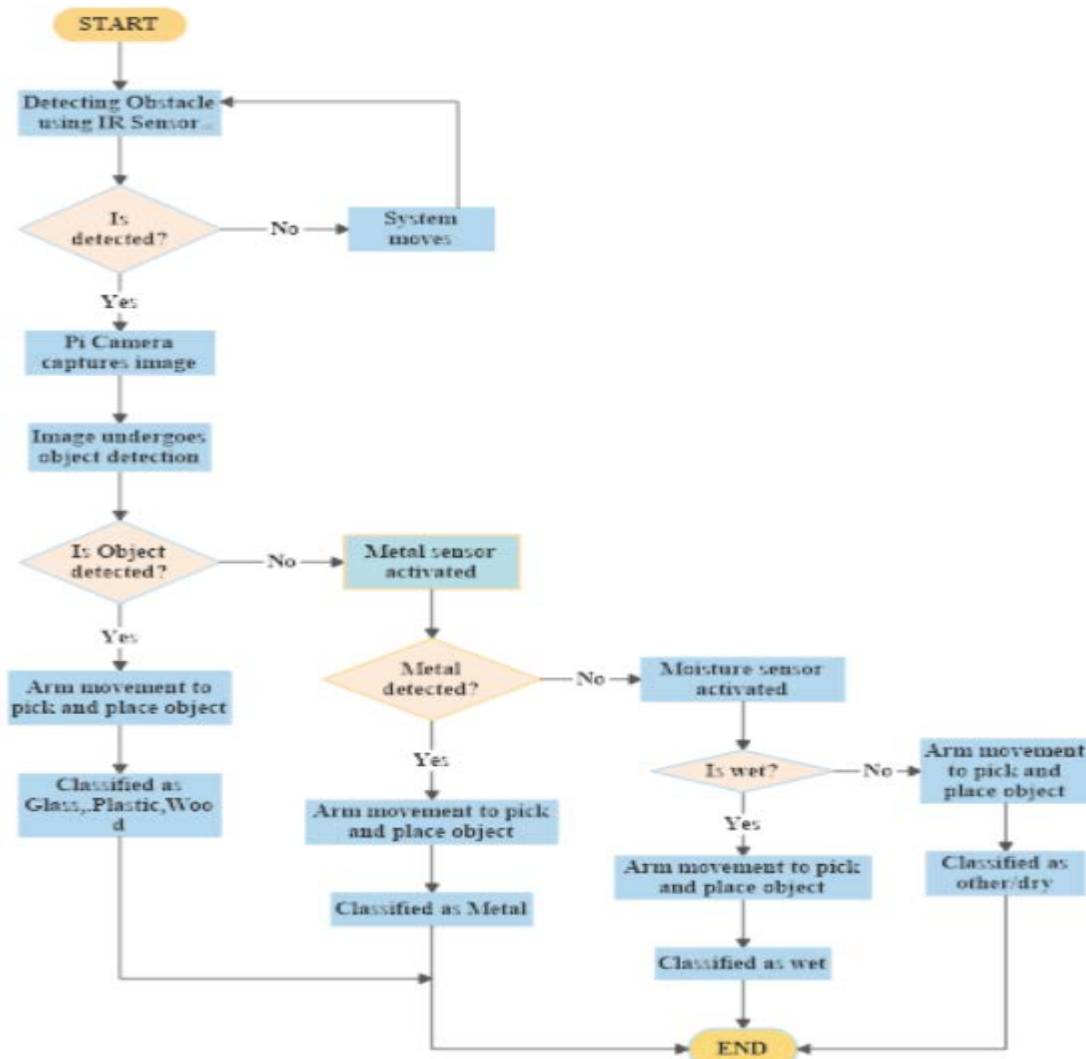 START
Detecting Obstacle
using IR Sensor...
Is
detected?
No
System
moves
Yes
Pi Camera
captures image
Image undergoes
object detection
Is Object
detected?
No
Metal sensor
activated
Yes
Metal
detected?
No
Moisture sensor
activated
Arm movement to
pick and place object
Yes
Is wet?
No
Arm movement
to pick and
place object
Classified as
Glass,.Plastic,Woo
d
Arm movement to pick
and place object
Yes
Arm movement to pick
and place object
Classified as
other/dry
Classified as Metal
Classified as wet
END